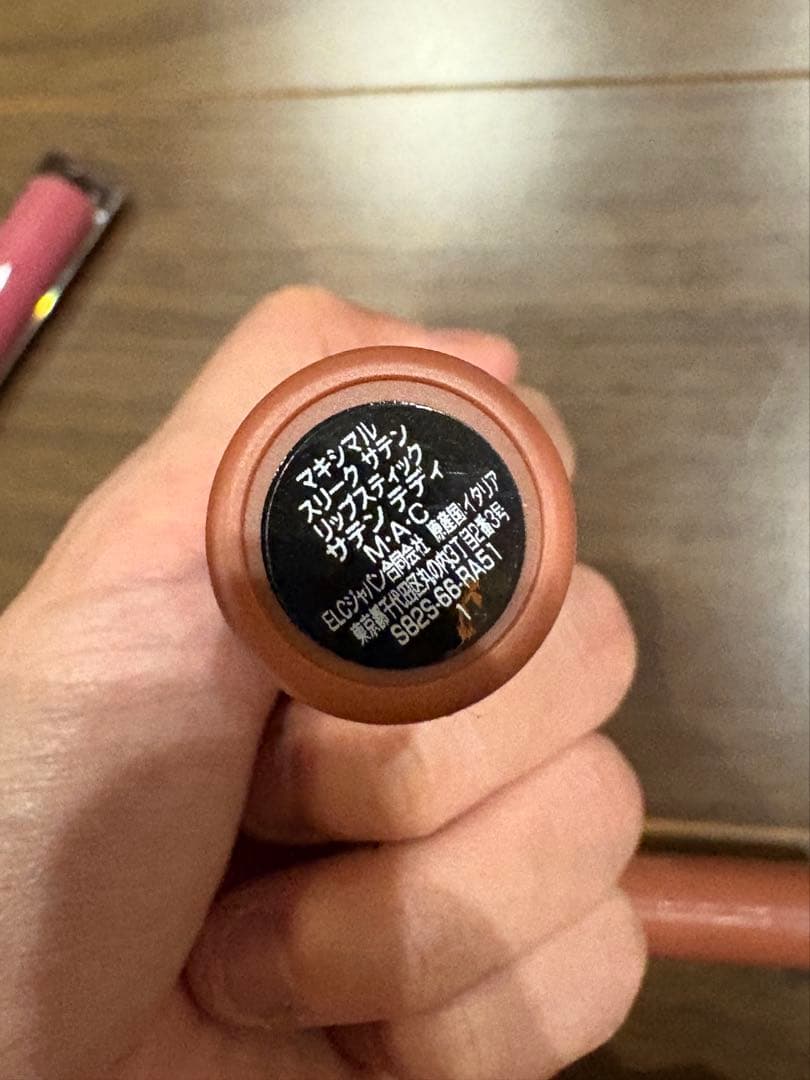 マキシマル
スリーク サテン
リップスティック
サテン テディ
M·A·C
ELCジャパン合同会社 原産国:イタリア
東京都千代田区丸の内3丁目2番3号
S82S-66-RA51
1